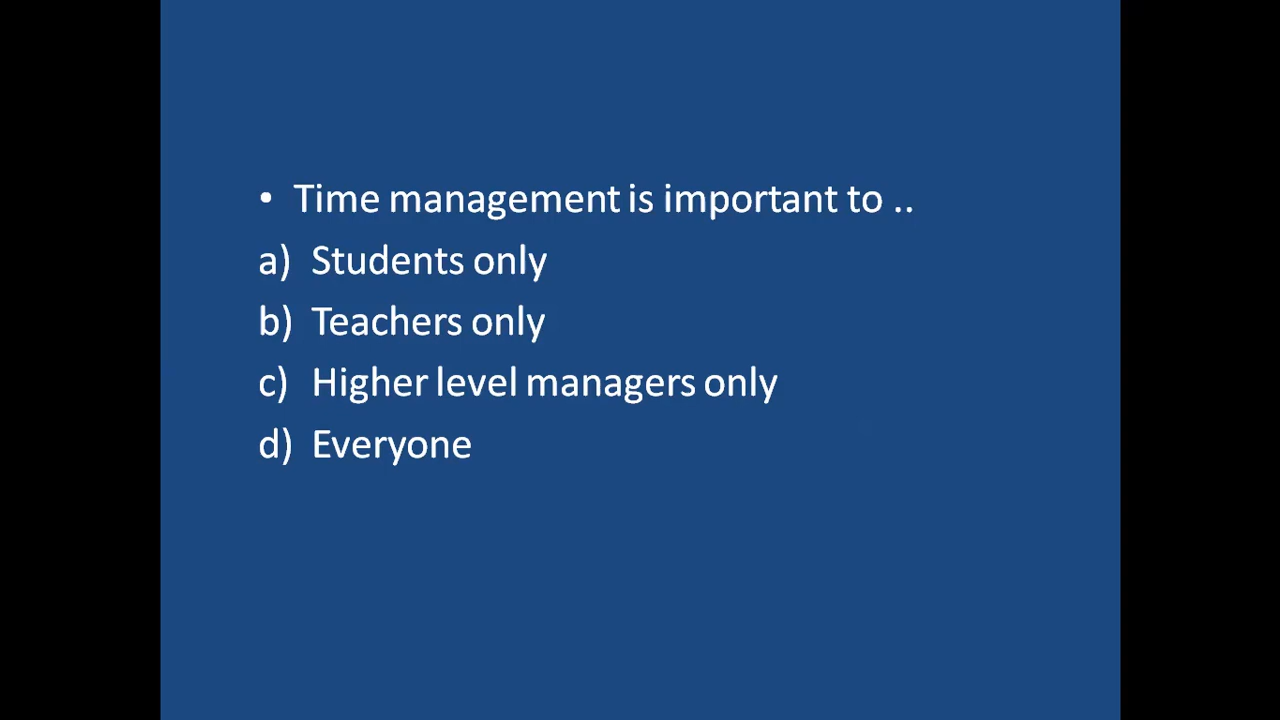 • Time management is important to ..
a) Students only
b) Teachers only
c) Higher level managers only
d) Everyone